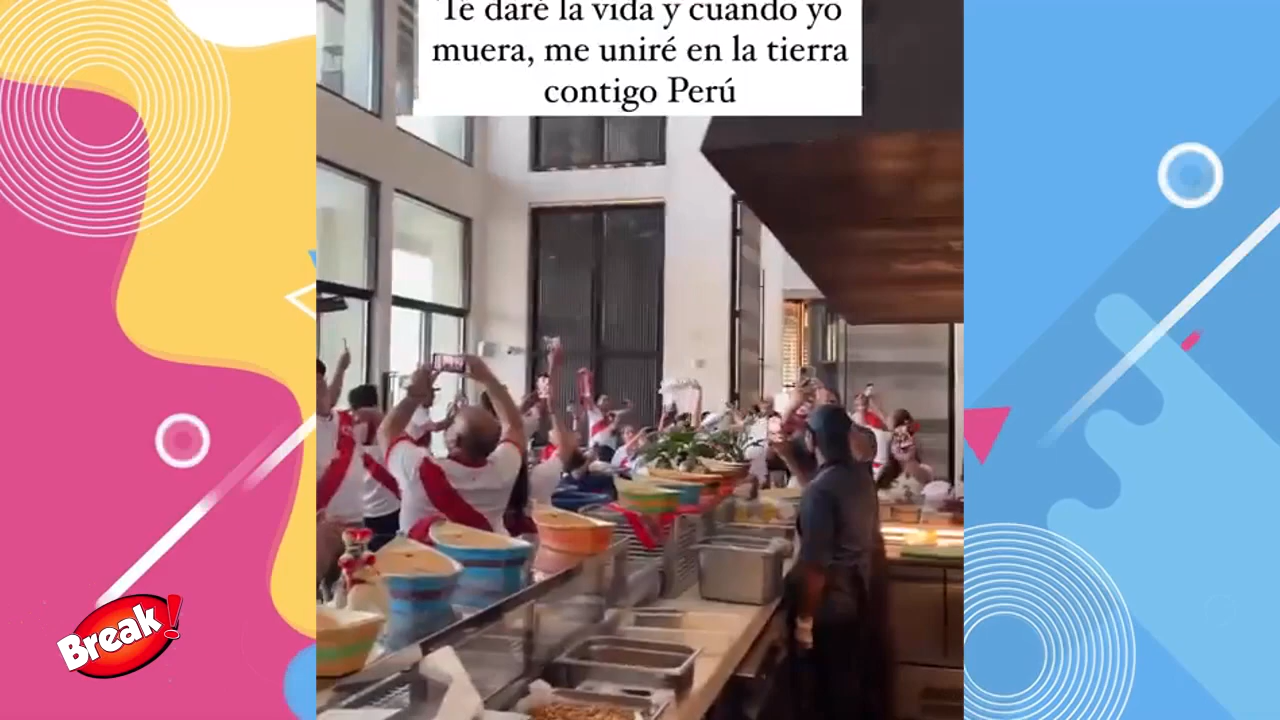 Te daré la vida y cuando yo
muera, me uniré en la tierra
contigo Perú
Break!